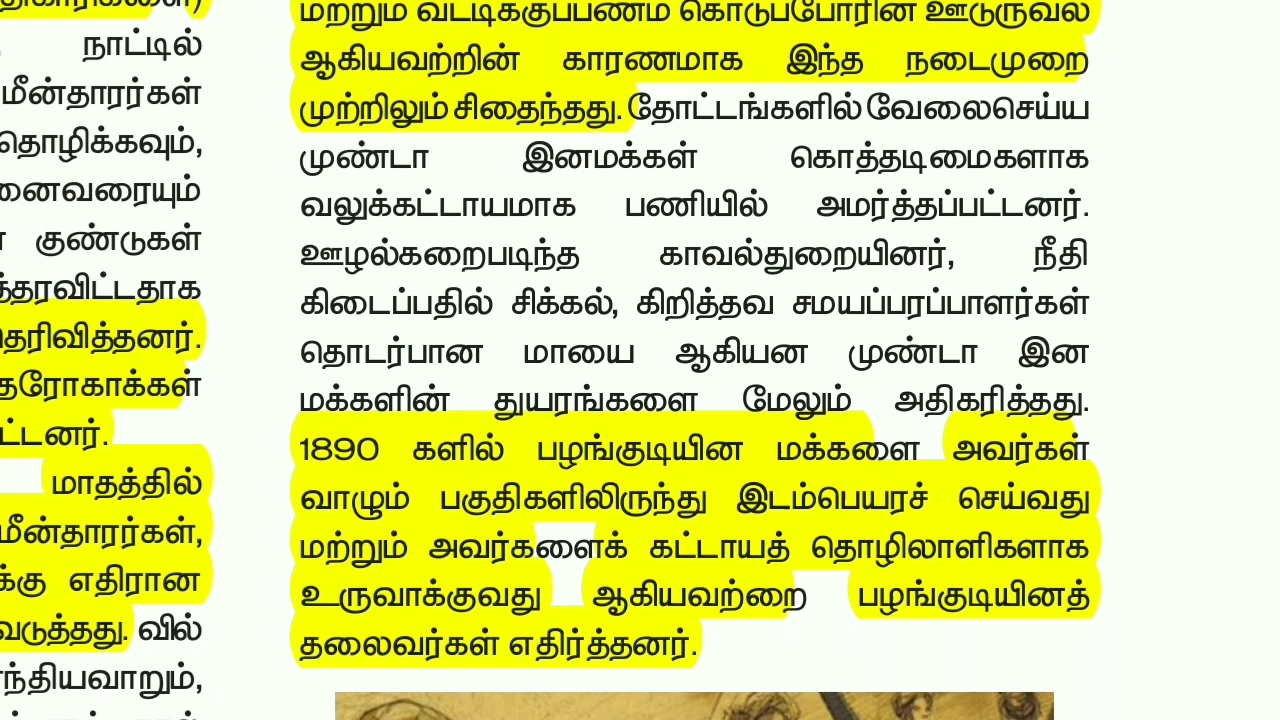 நாட்டில்
மீன்தாரர்கள்
தொழிக்கவும்,
னைவரையும்
குண்டுகள்
த்தரவிட்டதாக
தெரிவித்தனர்.
தரோகாக்கள்
ட்டனர்.
மாதத்தில்
மீன்தாரர்கள்,
க்கு எதிரான
வடுத்தது. வில்
ந்தியவாறும்,
மற்றும் வட்டிக்குப்பணம் கொடுப்போரின் ஊடுருவல்
ஆகியவற்றின் காரணமாக இந்த நடைமுறை
முற்றிலும் சிதைந்தது. தோட்டங்களில் வேலைசெய்ய
முண்டா இனமக்கள் கொத்தடிமைகளாக
வலுக்கட்டாயமாக பணியில் அமர்த்தப்பட்டனர்.
ஊழல்கறைபடிந்த காவல்துறையினர், நீதி
கிடைப்பதில் சிக்கல், கிறித்தவ சமயப்பரப்பாளர்கள்
தொடர்பான மாயை ஆகியன முண்டா இன
மக்களின் துயரங்களை மேலும் அதிகரித்தது.
1890 களில் பழங்குடியின மக்களை அவர்கள்
வாழும் பகுதிகளிலிருந்து இடம்பெயரச் செய்வது
மற்றும் அவர்களைக் கட்டாயத் தொழிலாளிகளாக
உருவாக்குவது ஆகியவற்றை பழங்குடியினத்
தலைவர்கள் எதிர்த்தனர்.